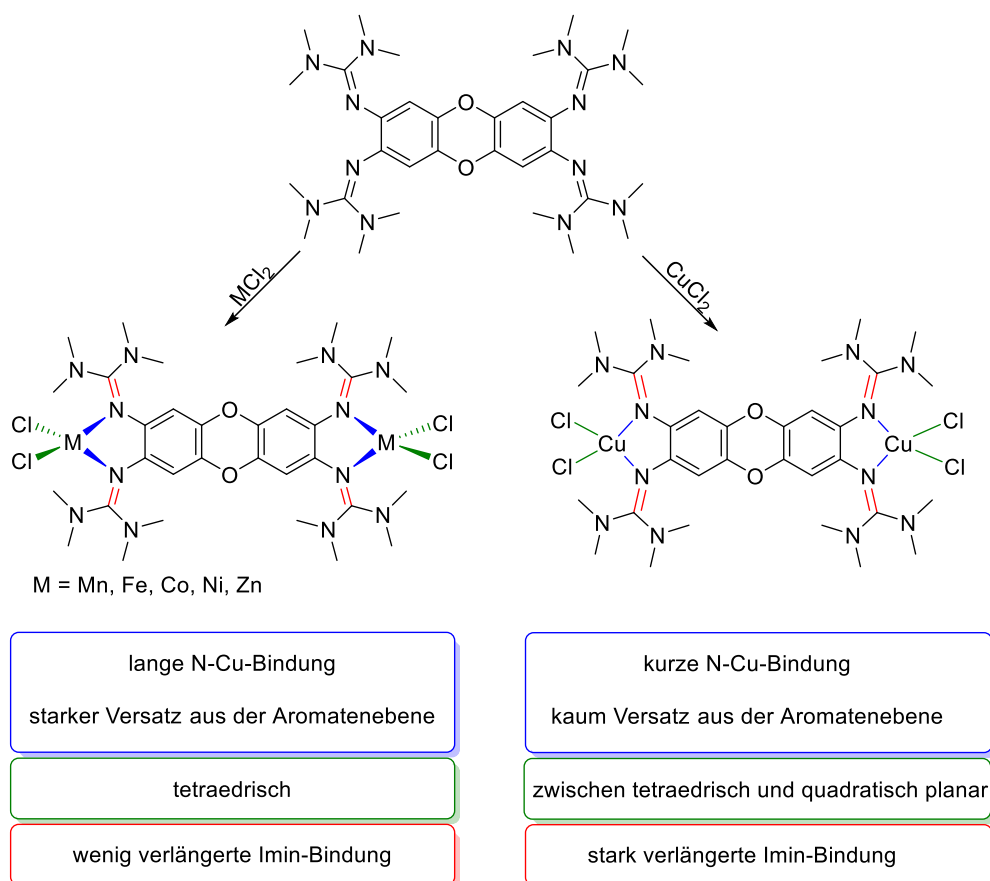 N N N N
N O N
N O N
N N N N
MCl2
CuCl2
N N N N
Cl N O N Cl
M M
Cl N O N Cl
N N N N
N N N N
Cl N O N Cl
Cu Cu
Cl N O N Cl
N N N N
M = Mn, Fe, Co, Ni, Zn
lange N-Cu-Bindung
starker Versatz aus der Aromatenebene
tetraedrisch
wenig verlängerte Imin-Bindung
kurze N-Cu-Bindung
kaum Versatz aus der Aromatenebene
zwischen tetraedrisch und quadratisch planar
stark verlängerte Imin-Bindung